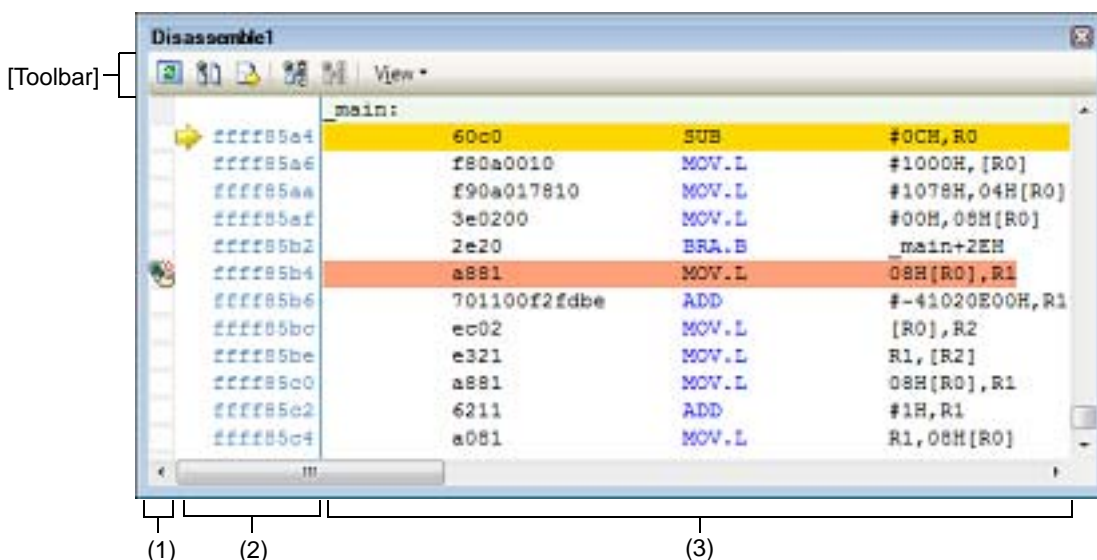 Disassemble1
[Toolbar]
View
_main:
ffff85a4 60c0 SUB #0CH,R0
ffff85a6 f80a0010 MOV.L #1000H,[R0]
ffff85aa f90a017810 MOV.L #1078H,04H[R0]
ffff85af 3e0200 MOV.L #00H,08H[R0]
ffff85b2 2e20 BRA.B _main+2EH
ffff85b4 a881 MOV.L 08H[R0],R1
ffff85b6 701100f2fdbe ADD #-41020E00H,R1
ffff85bc ec02 MOV.L [R0],R2
ffff85be e321 MOV.L R1,[R2]
ffff85c0 a881 MOV.L 08H[R0],R1
ffff85c2 6211 ADD #1H,R1
ffff85c4 a081 MOV.L R1,08H[R0]
(1) (2) (3)